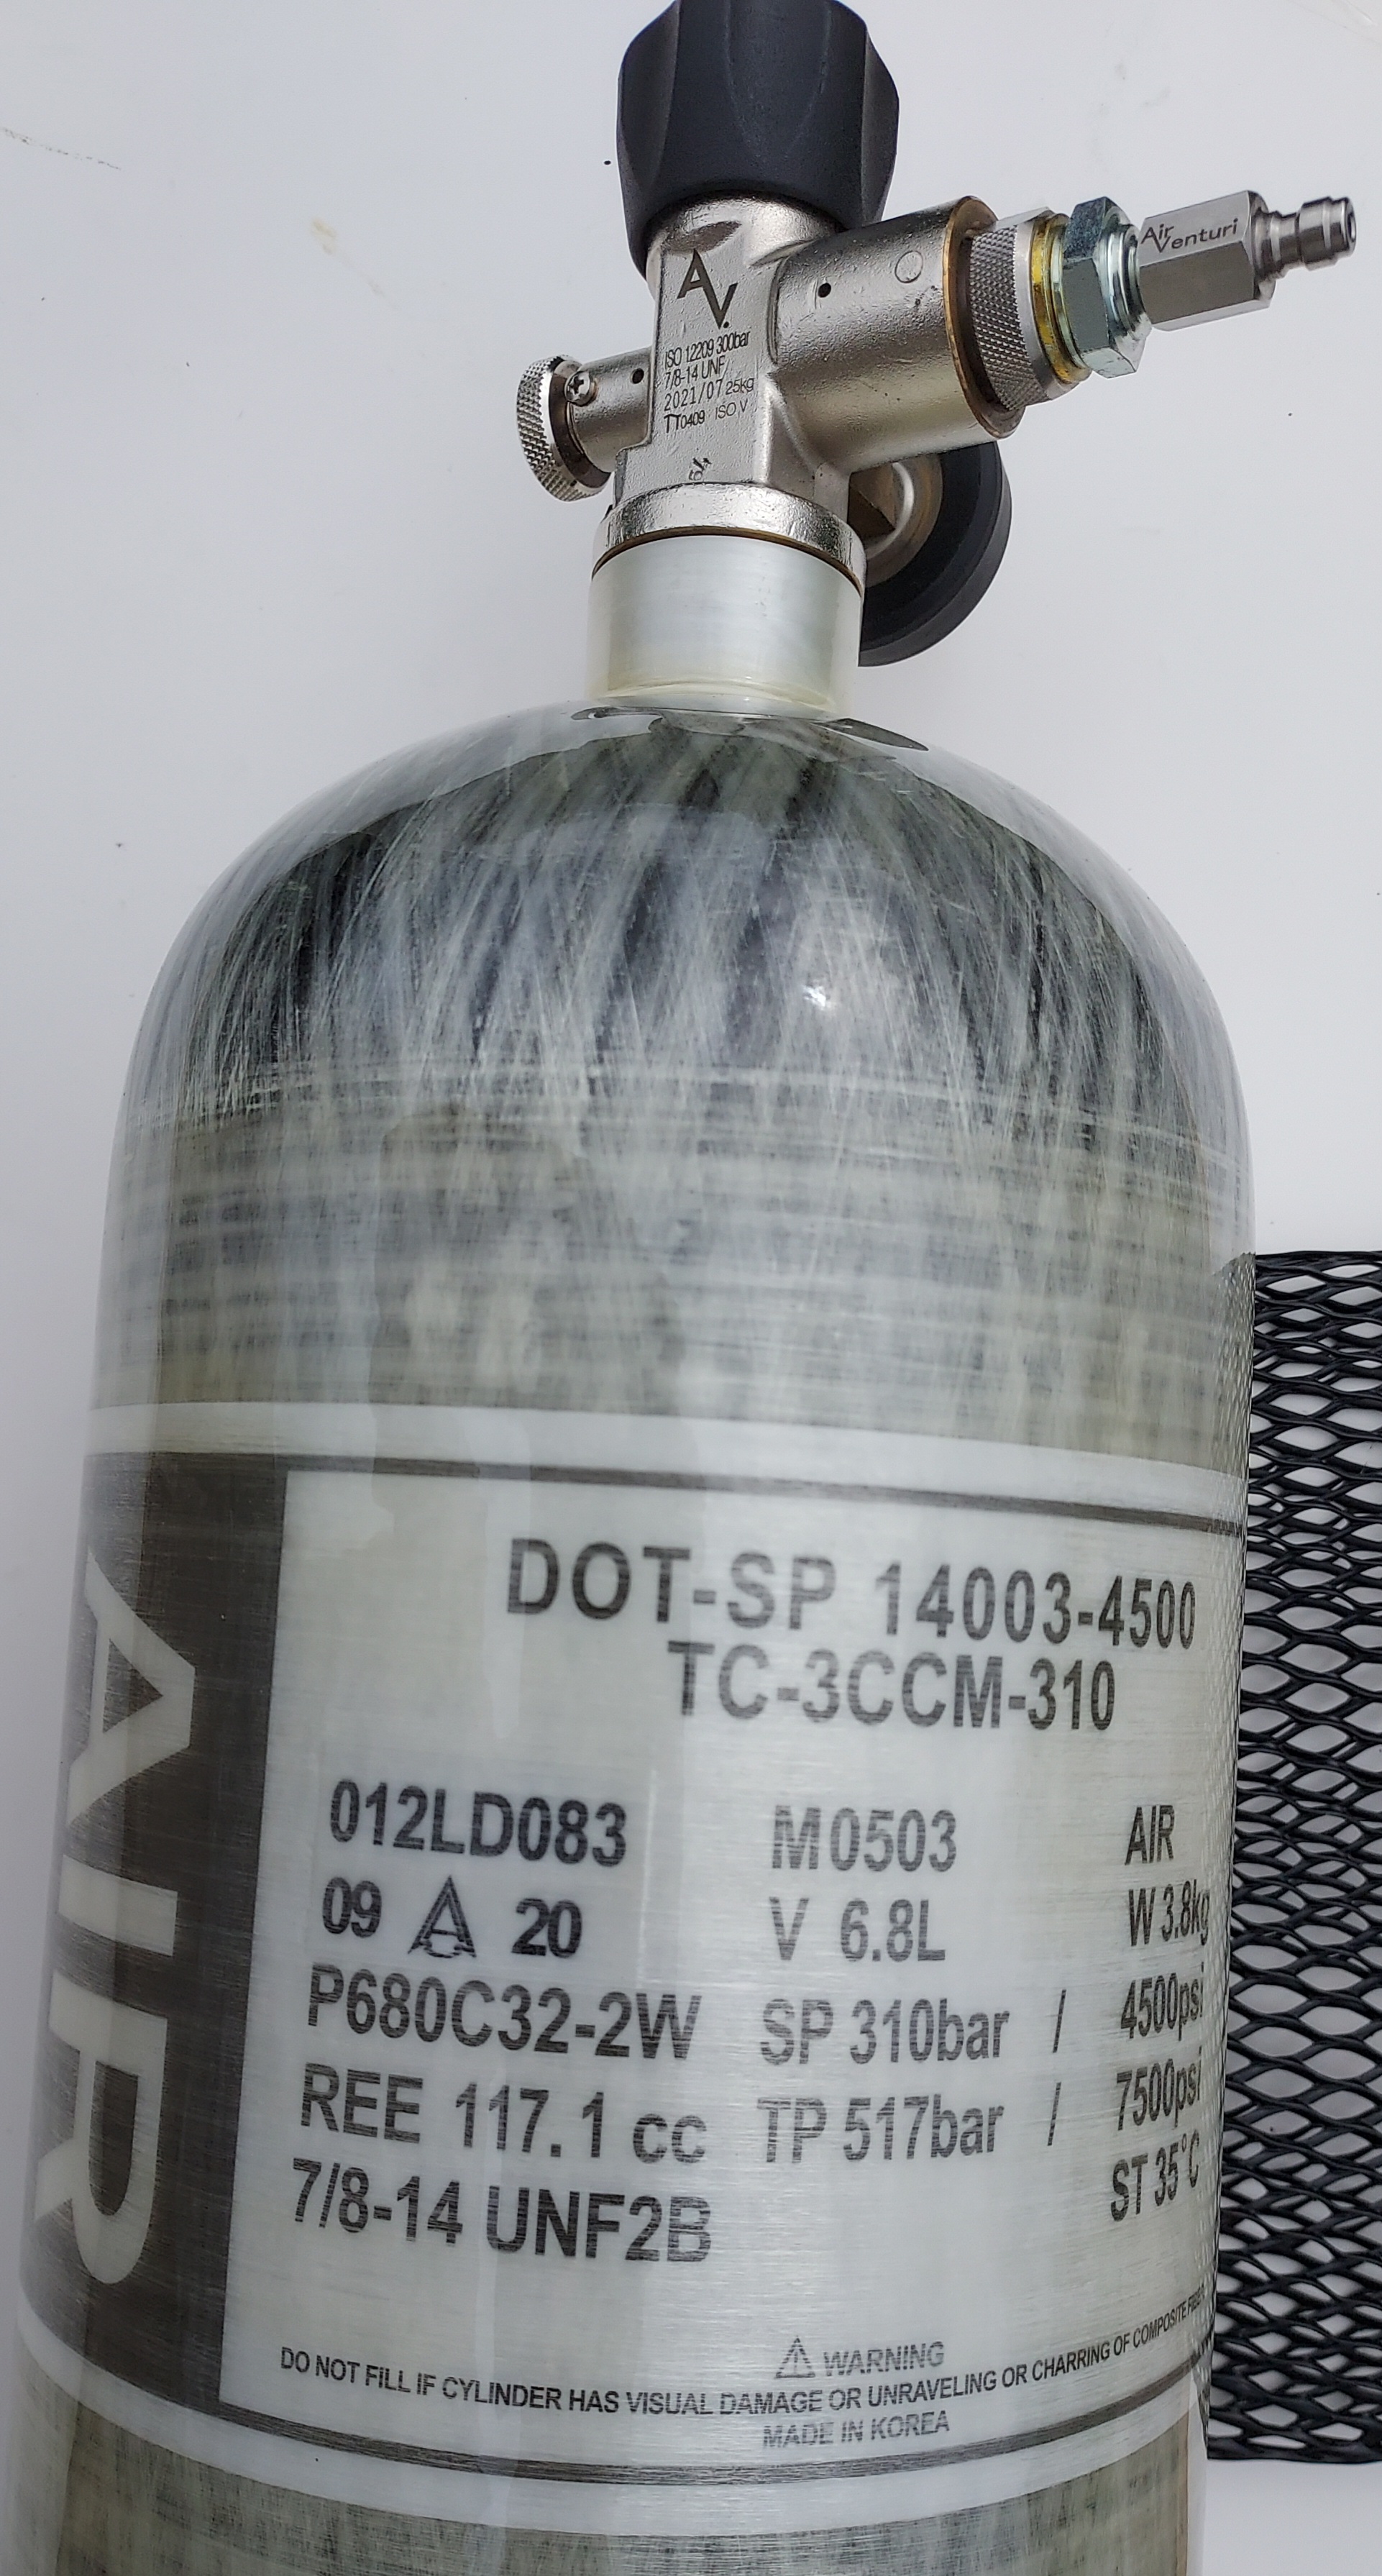 AV.
ISO 12209 300bar
7/8-14 UNF
2021/07 25kg
TT0409 ISO V
Air Venturi
AIR
DOT-SP 14003-4500
TC-3CCM-310
012LD083 M0503 AIR
09 A 20 V 6.8L W 3.8kg
P680C32-2W SP 310bar / 4500psi
REE 117.1 cc TP 517bar / 7500psi
7/8-14 UNF2B ST 35°C
WARNING
DO NOT FILL IF CYLINDER HAS VISUAL DAMAGE OR UNRAVELING OR CHARRING OF COMPOSITE
MADE IN KOREA